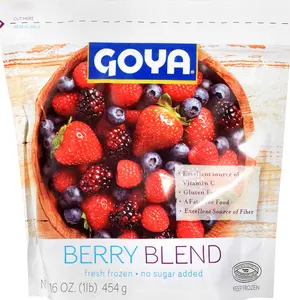 GOYA
• Excellent source of
vitamin C
• Gluten
• A Fat Free Food
• Excellent Source of Fiber
BERRY BLEND
fresh frozen • no sugar added
16 OZ. (1lb) 454 g
KEEP FROZEN